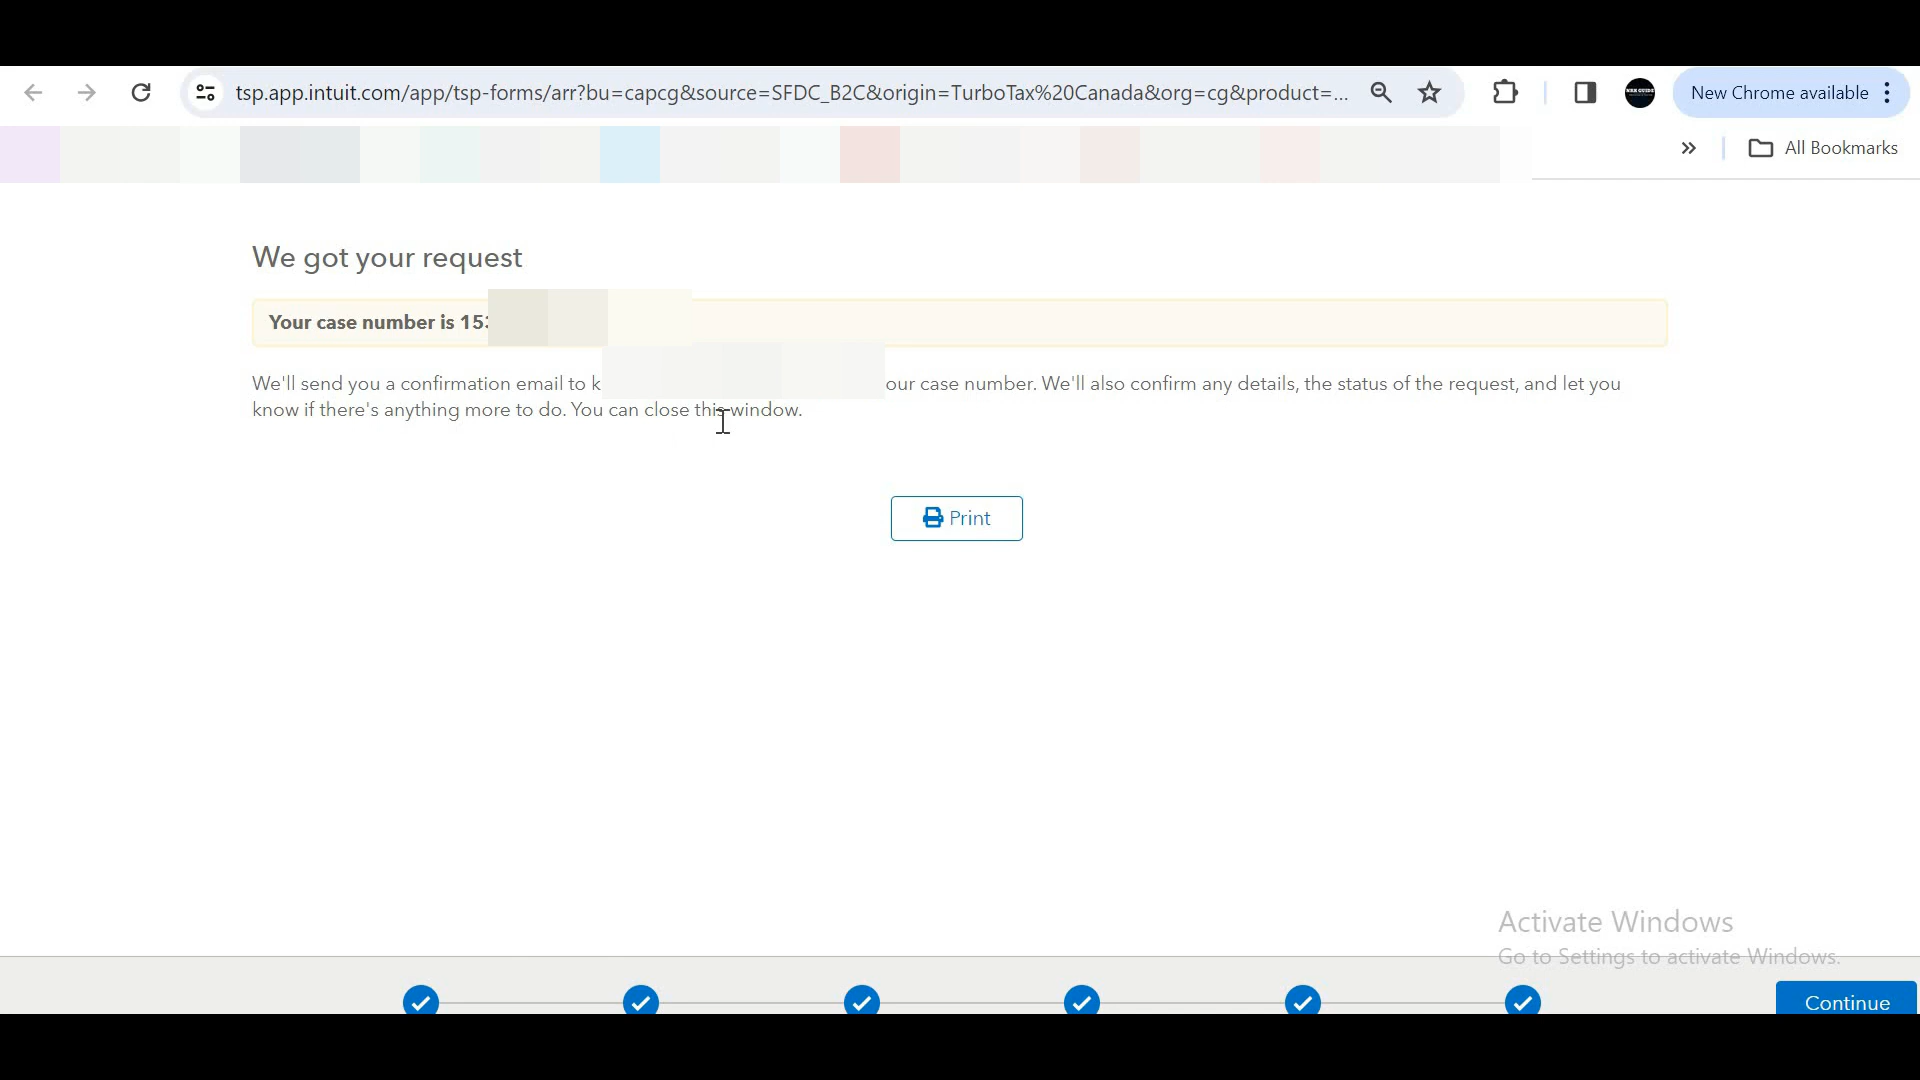 tsp.app.intuit.com/app/tsp-forms/arr?bu=capcg&source=SFDC_B2C&origin=TurboTax%20Canada&org=cg&product=...
New Chrome available
All Bookmarks
We got your request
Your case number is 153
We'll send you a confirmation email to k our case number. We'll also confirm any details, the status of the request, and let you
know if there's anything more to do. You can close this window.
Print
Activate Windows
Go to Settings to activate Windows.
Continue